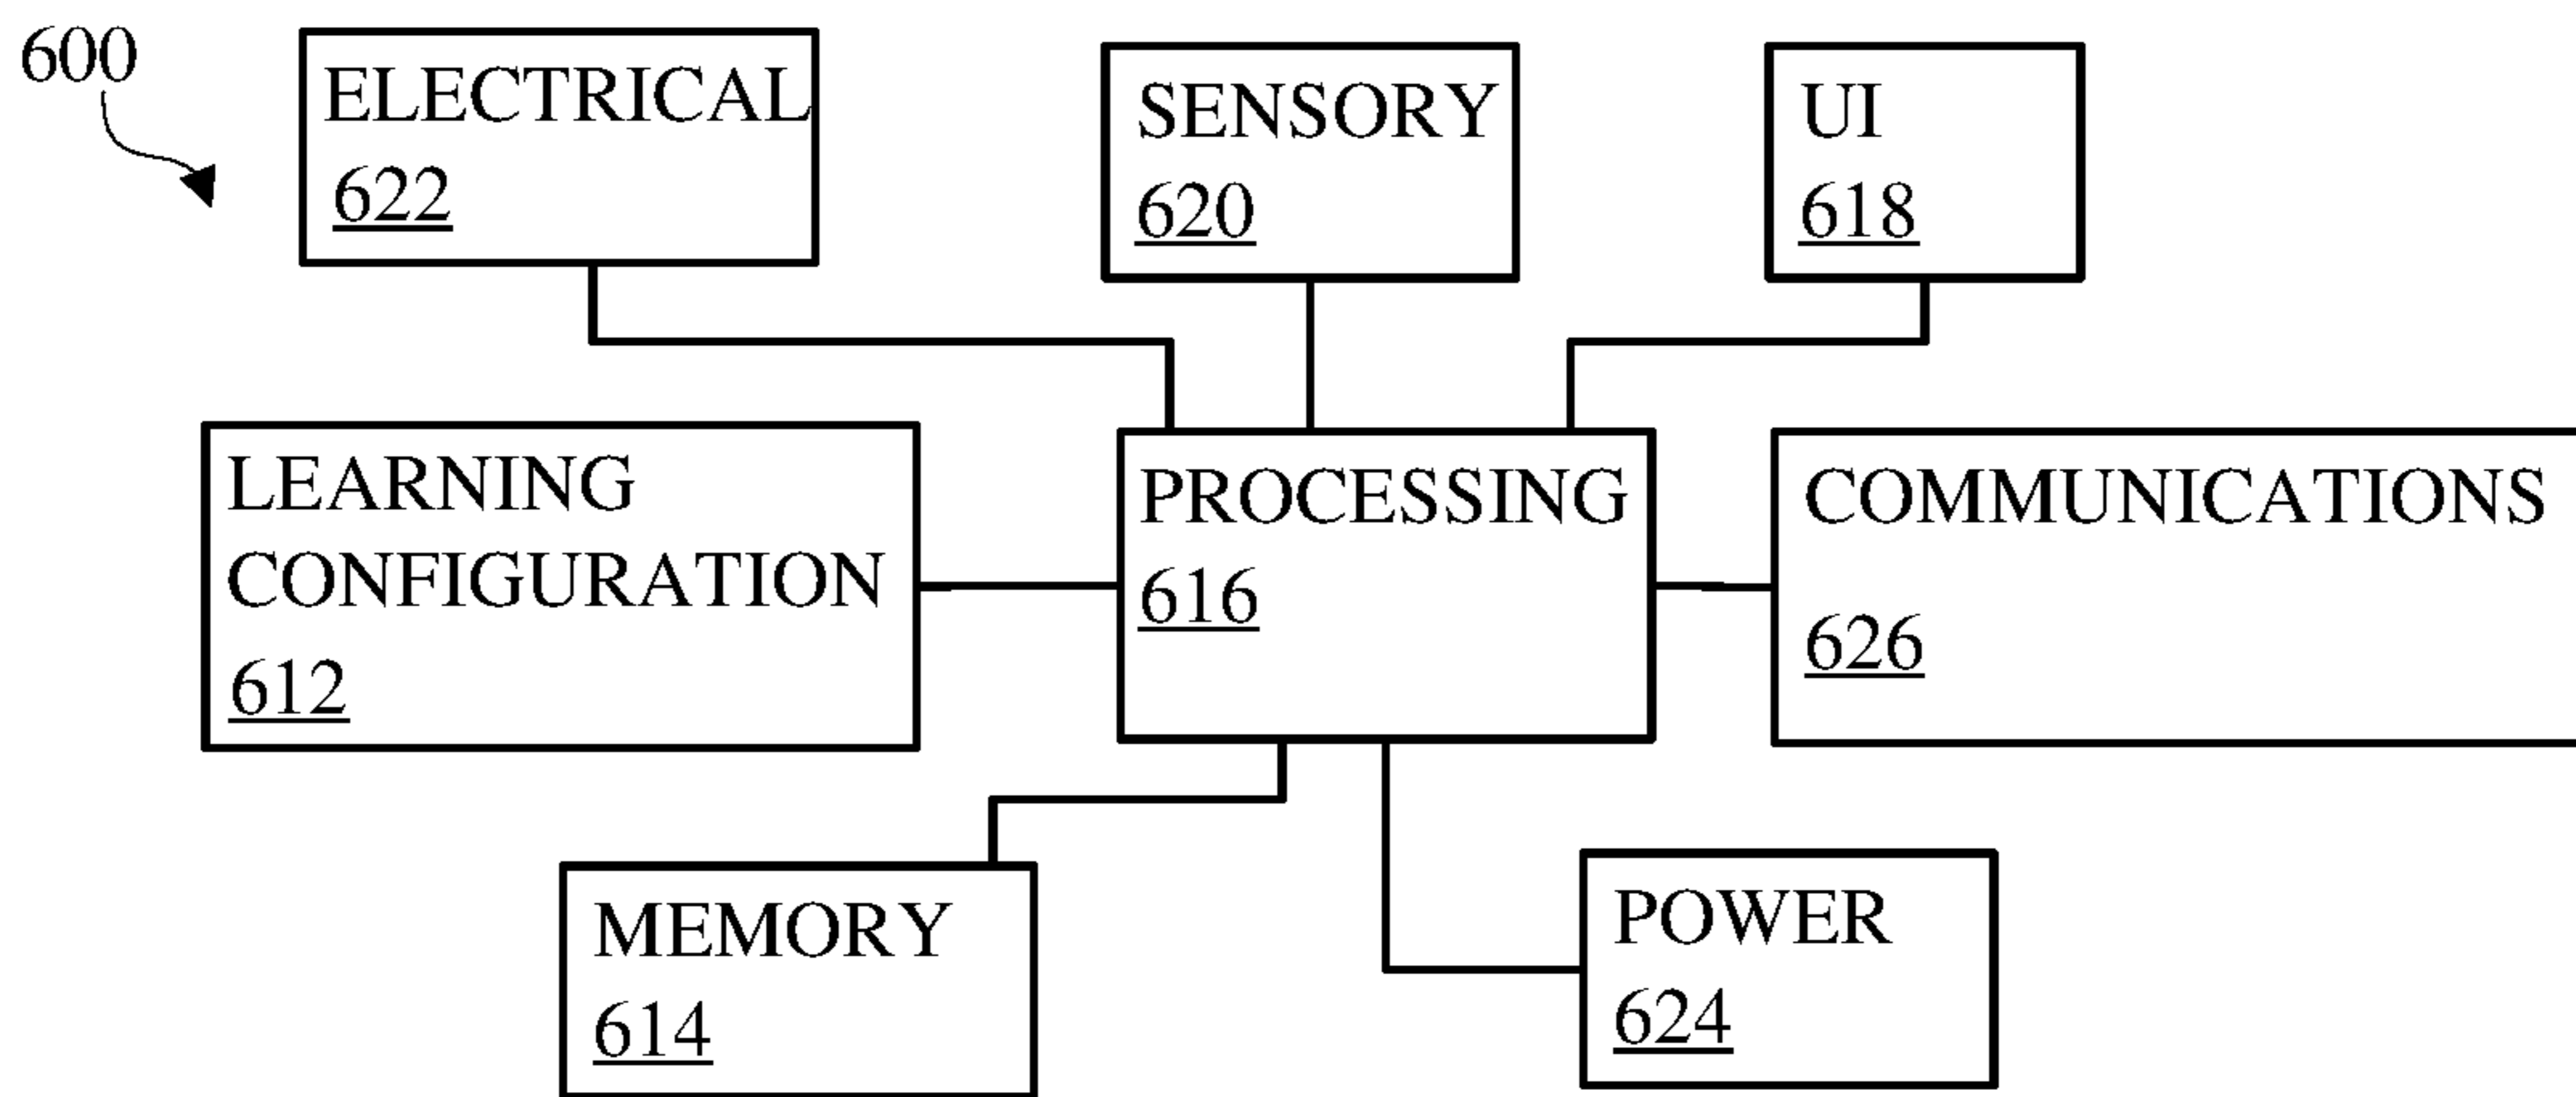 600
ELECTRICAL
622
SENSORY
620
UI
618
LEARNING
CONFIGURATION
612
PROCESSING
616
COMMUNICATIONS
626
MEMORY
614
POWER
624